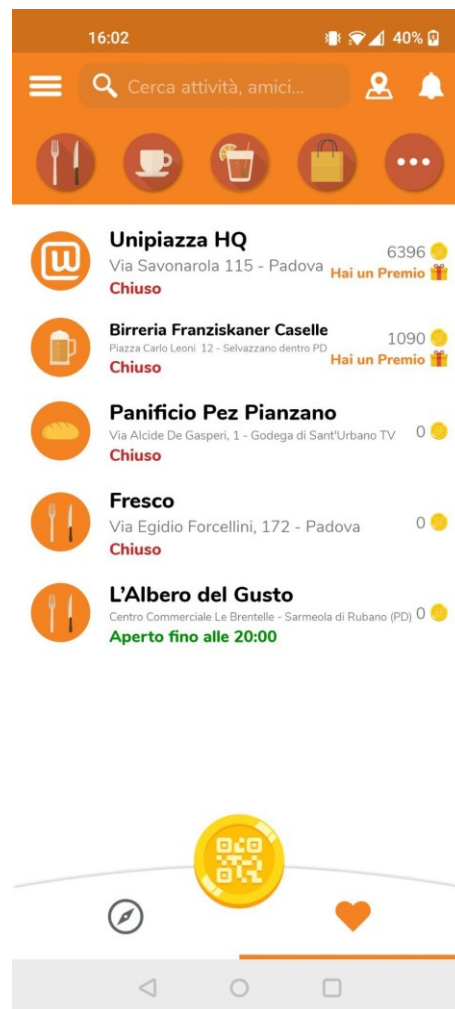 16:02 40%
Cerca attività, amici...
Unipiazza HQ
6396
Via Savonarola 115 - Padova
Hai un Premio
Chiuso
Birreria Franziskaner Caselle
1090
Piazza Carlo Leoni 12 - Selvazzano dentro PD
Hai un Premio
Chiuso
Panificio Pez Pianzano
Via Alcide De Gasperi, 1 - Godega di Sant'Urbano TV 0
Chiuso
Fresco
Via Egidio Forcellini, 172 - Padova 0
Chiuso
L'Albero del Gusto
Centro Commerciale Le Brentelle - Sarmeola di Rubano (PD) 0
Aperto fino alle 20:00